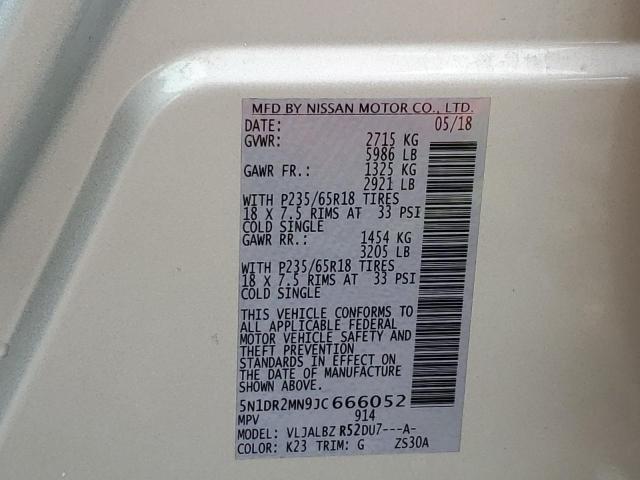 MFD BY NISSAN MOTOR CO., LTD.
DATE: 05/18
GVWR: 2715 KG
5986 LB
GAWR FR.: 1325 KG
2921 LB
WITH P235/65R18 TIRES
18 X 7.5 RIMS AT 33 PSI
COLD SINGLE
GAWR RR.: 1454 KG
3205 LB
WITH P235/65R18 TIRES
18 X 7.5 RIMS AT 33 PSI
COLD SINGLE
THIS VEHICLE CONFORMS TO
ALL APPLICABLE FEDERAL
MOTOR VEHICLE SAFETY AND
THEFT PREVENTION
STANDARDS IN EFFECT ON
THE DATE OF MANUFACTURE
SHOWN ABOVE.
5N1DR2MN9JC666052
MPV 914
MODEL: VLJALBZ R52DU7---A-
COLOR: K23 TRIM: G ZS30A